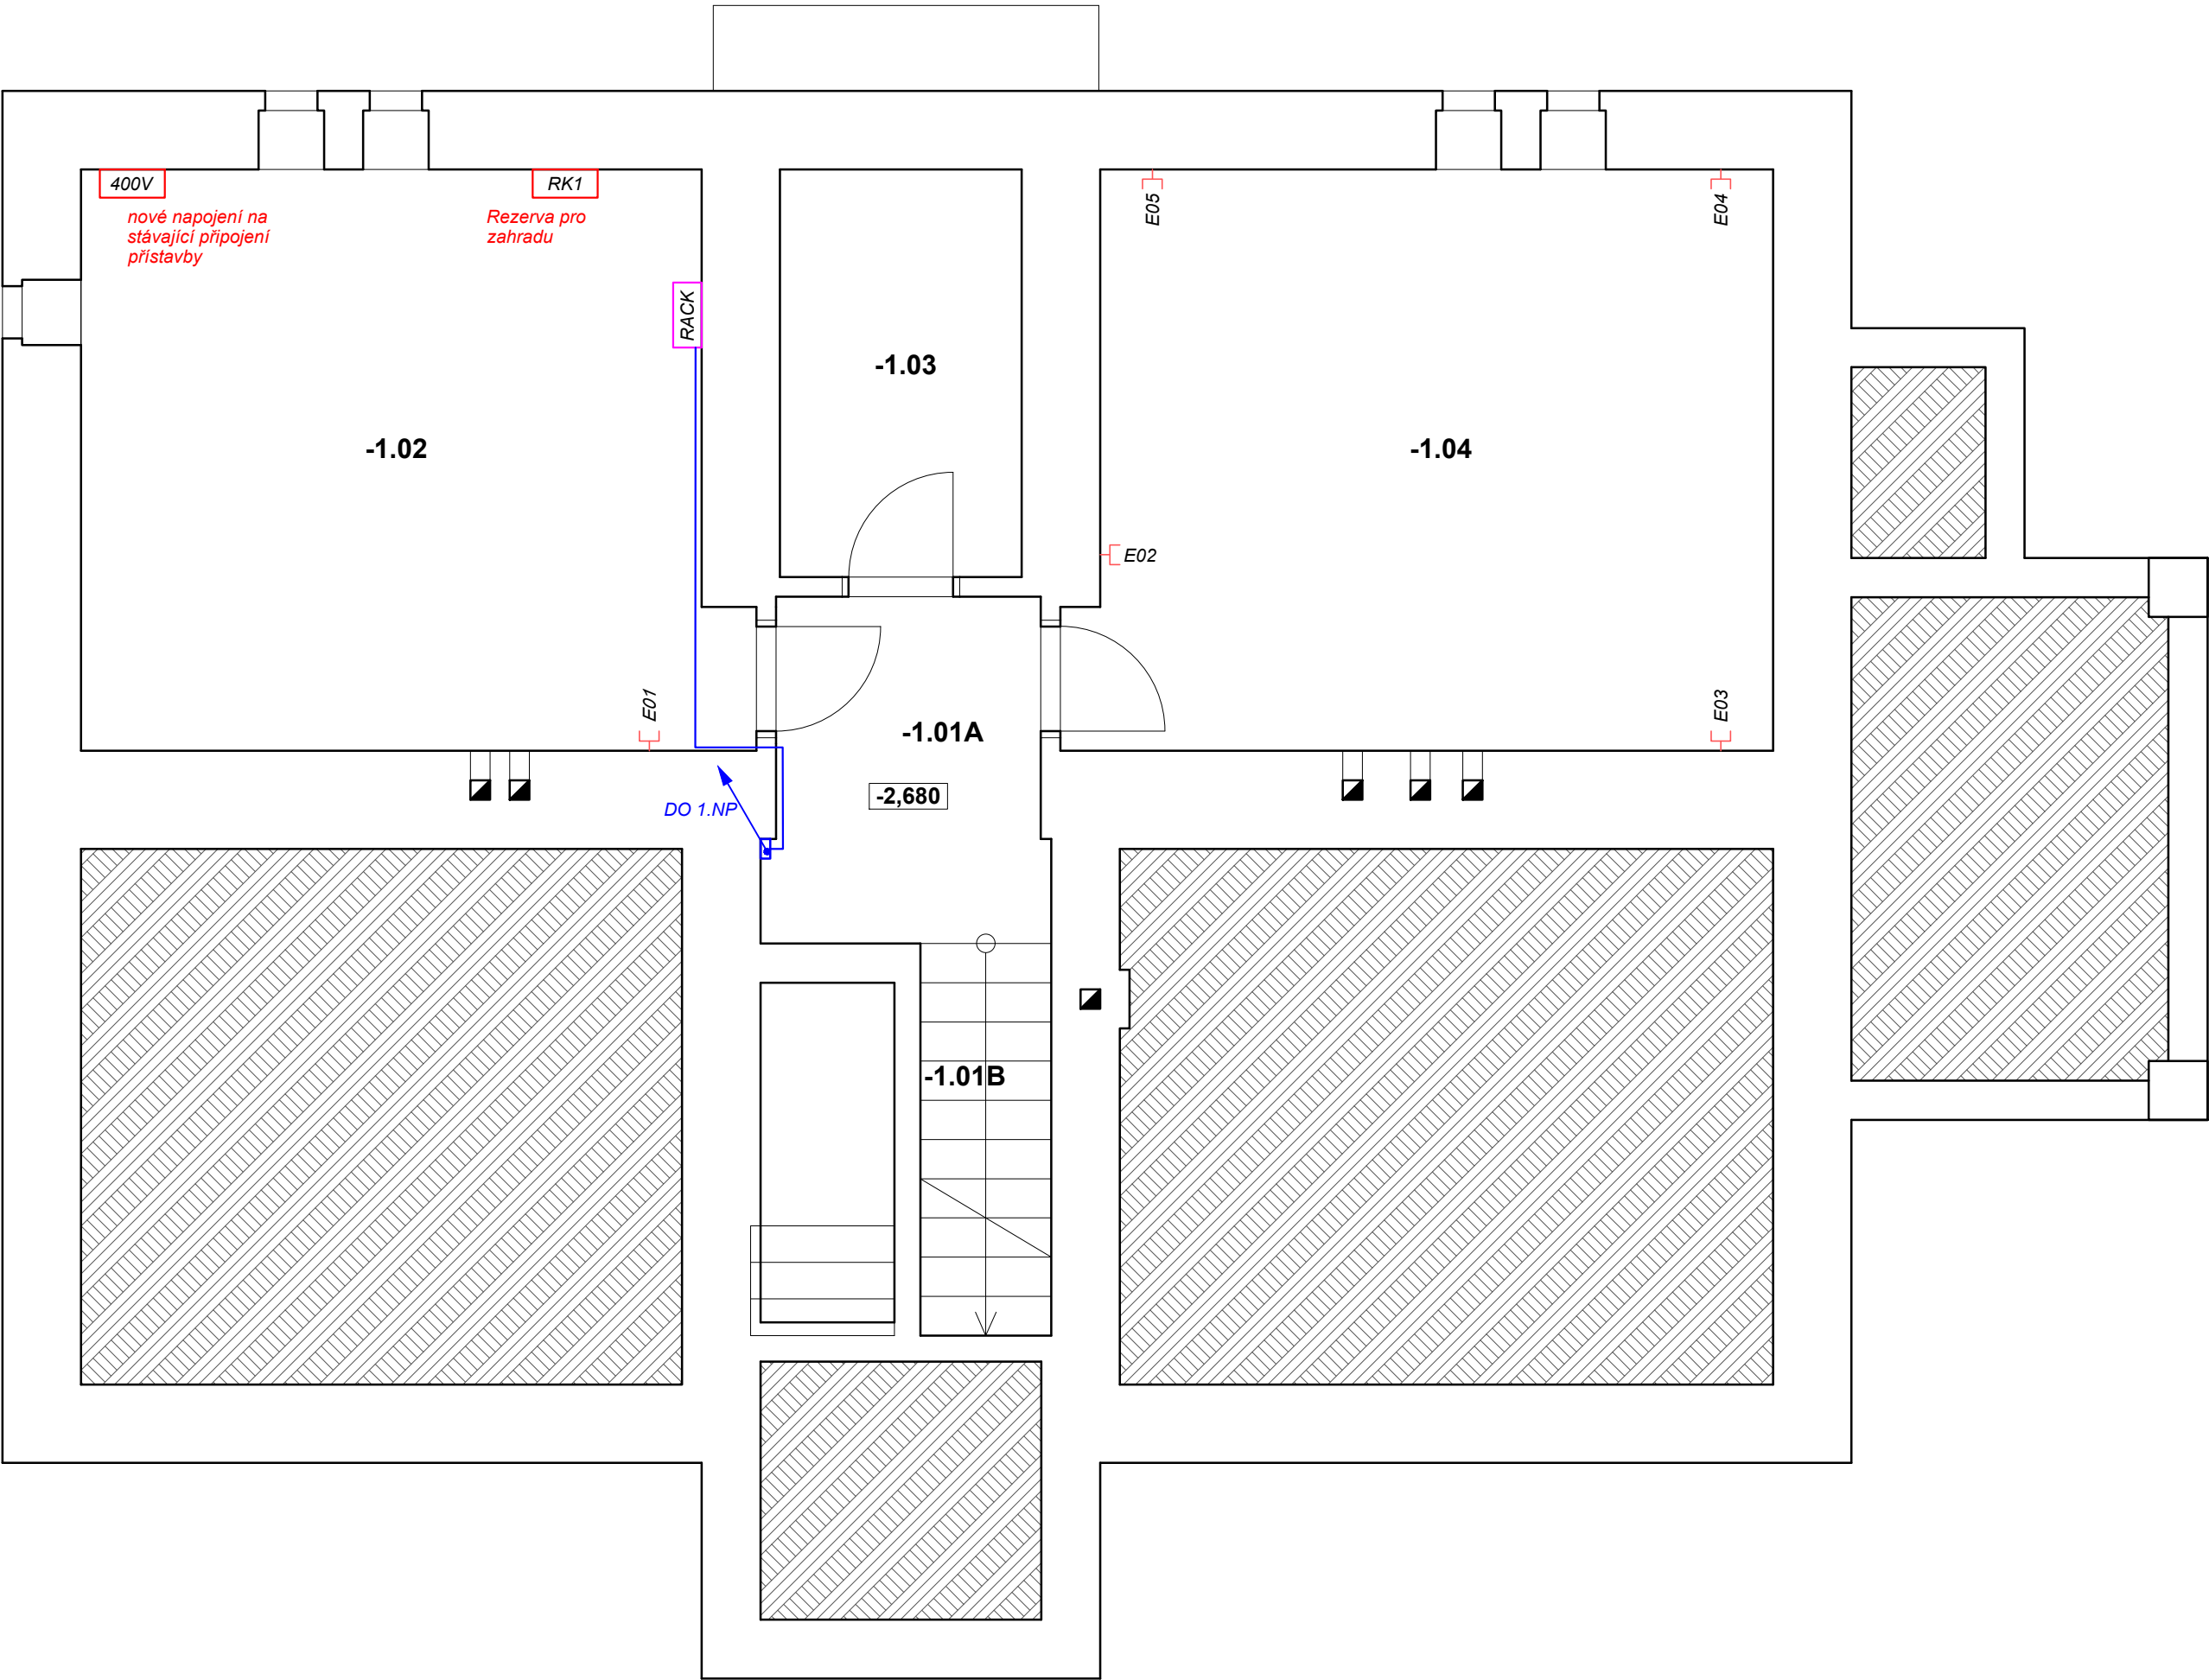 400V
RK1
nové napojení na
stávající připojení
přístavby
Rezerva pro
zahradu
E05
E04
RACK
-1.03
-1.02
-1.04
E02
E01
E03
-1.01A
-2,680
DO 1.NP
-1.01B